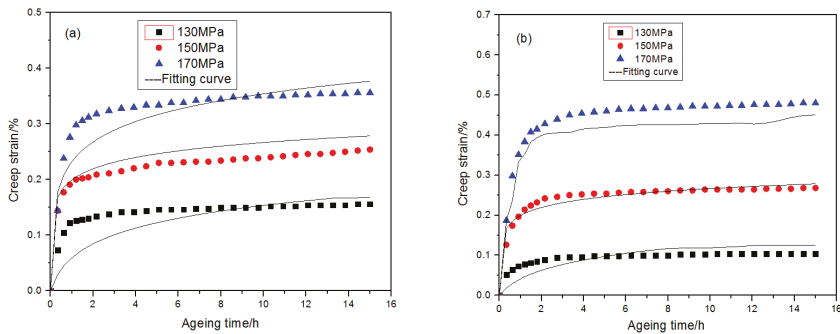 (a)
130MPa
150MPa
170MPa
----Fitting curve
Creep strain/%
0.5
0.4
0.3
0.2
0.1
0.0
0 2 4 6 8 10 12 14 16
Ageing time/h
(b)
130MPa
150MPa
170MPa
----Fitting curve
Creep strain/%
0.7
0.6
0.5
0.4
0.3
0.2
0.1
0.0
0 2 4 6 8 10 12 14 16
Ageing time/h